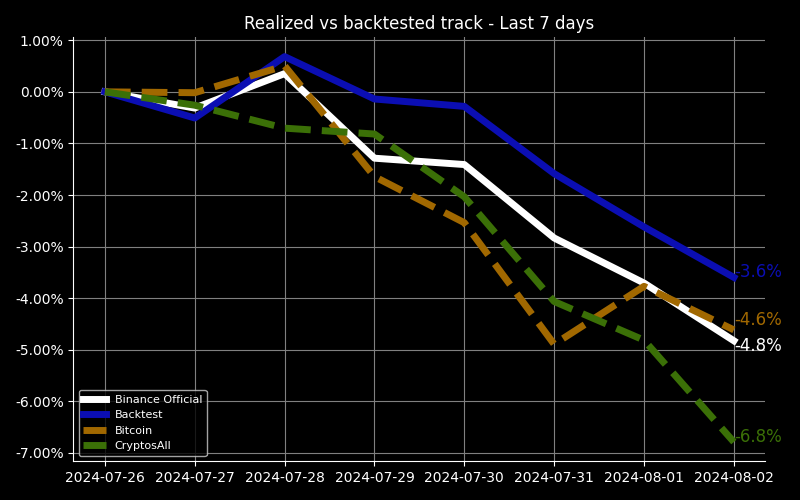 Realized vs backtested track - Last 7 days
1.00%
0.00%
-1.00%
-2.00%
-3.00%
-4.00%
-5.00%
-6.00%
-7.00%
-3.6%
-4.6%
-4.8%
-6.8%
Binance Official
Backtest
Bitcoin
CryptosAll
2024-07-26 2024-07-27 2024-07-28 2024-07-29 2024-07-30 2024-07-31 2024-08-01 2024-08-02